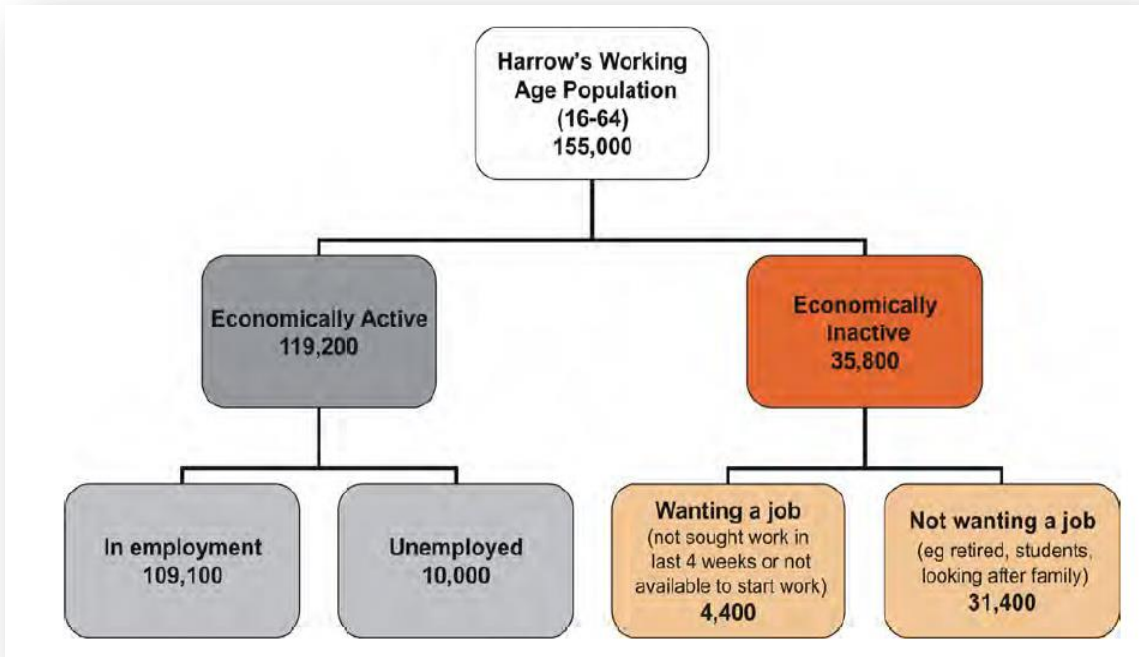 Harrow's Working
Age Population
(16-64)
155,000
Economically Active
119,200
Economically
Inactive
35,800
In employment
109,100
Unemployed
10,000
Wanting a job
(not sought work in
last 4 weeks or not
available to start work)
4,400
Not wanting a job
(eg retired, students,
looking after family)
31,400